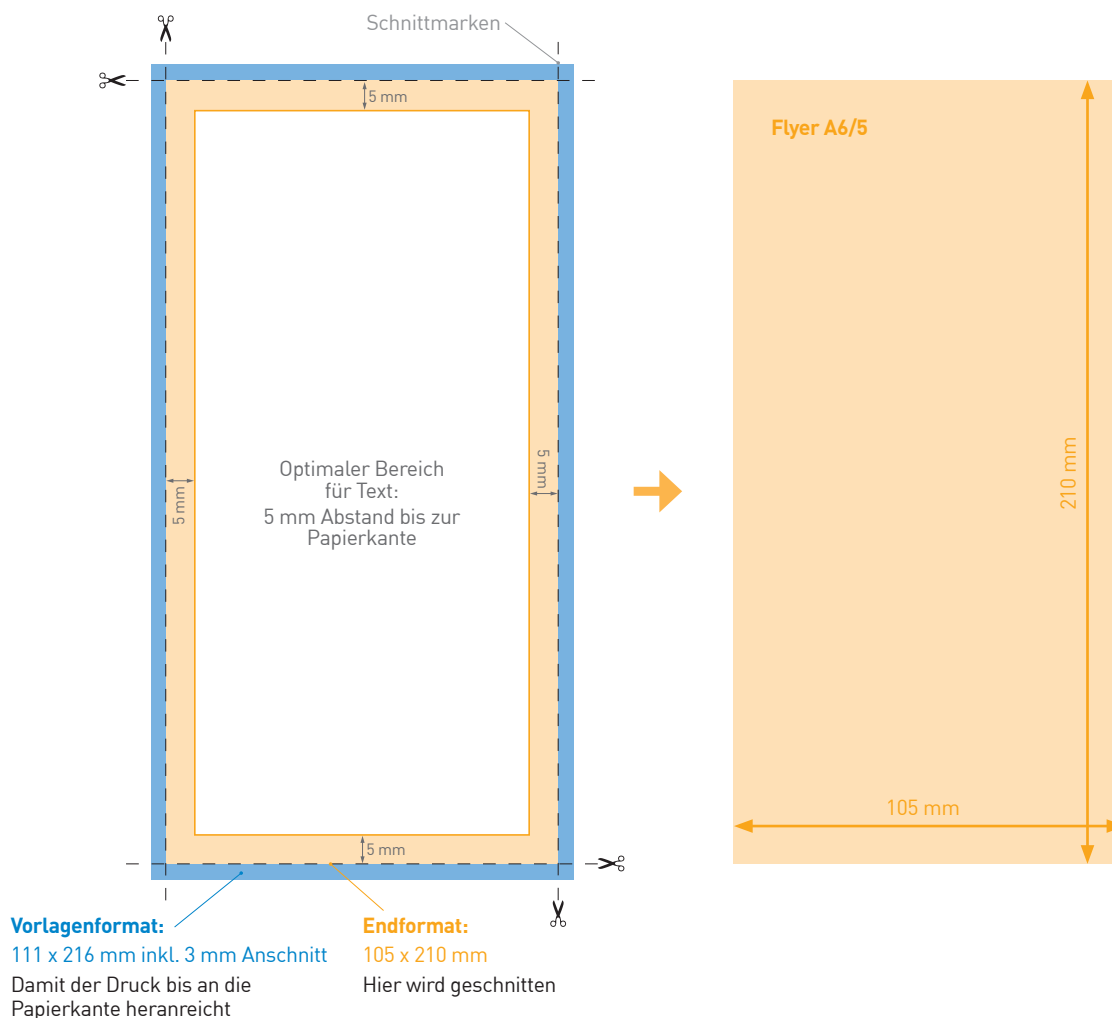 Schnittmarken
5 mm
Flyer A6/5
Optimaler Bereich
für Text:
5 mm Abstand bis zur
Papierkante
5 mm
5 mm
210 mm
105 mm
5 mm
Vorlagenformat:
111 x 216 mm inkl. 3 mm Anschnitt
Damit der Druck bis an die
Papierkante heranreicht
Endformat:
105 x 210 mm
Hier wird geschnitten